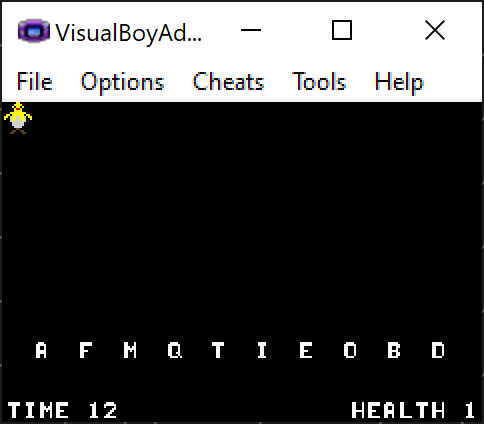 VisualBoyAd...
File Options Cheats Tools Help
A F M Q T I E O B D
TIME 12 HEALTH 1